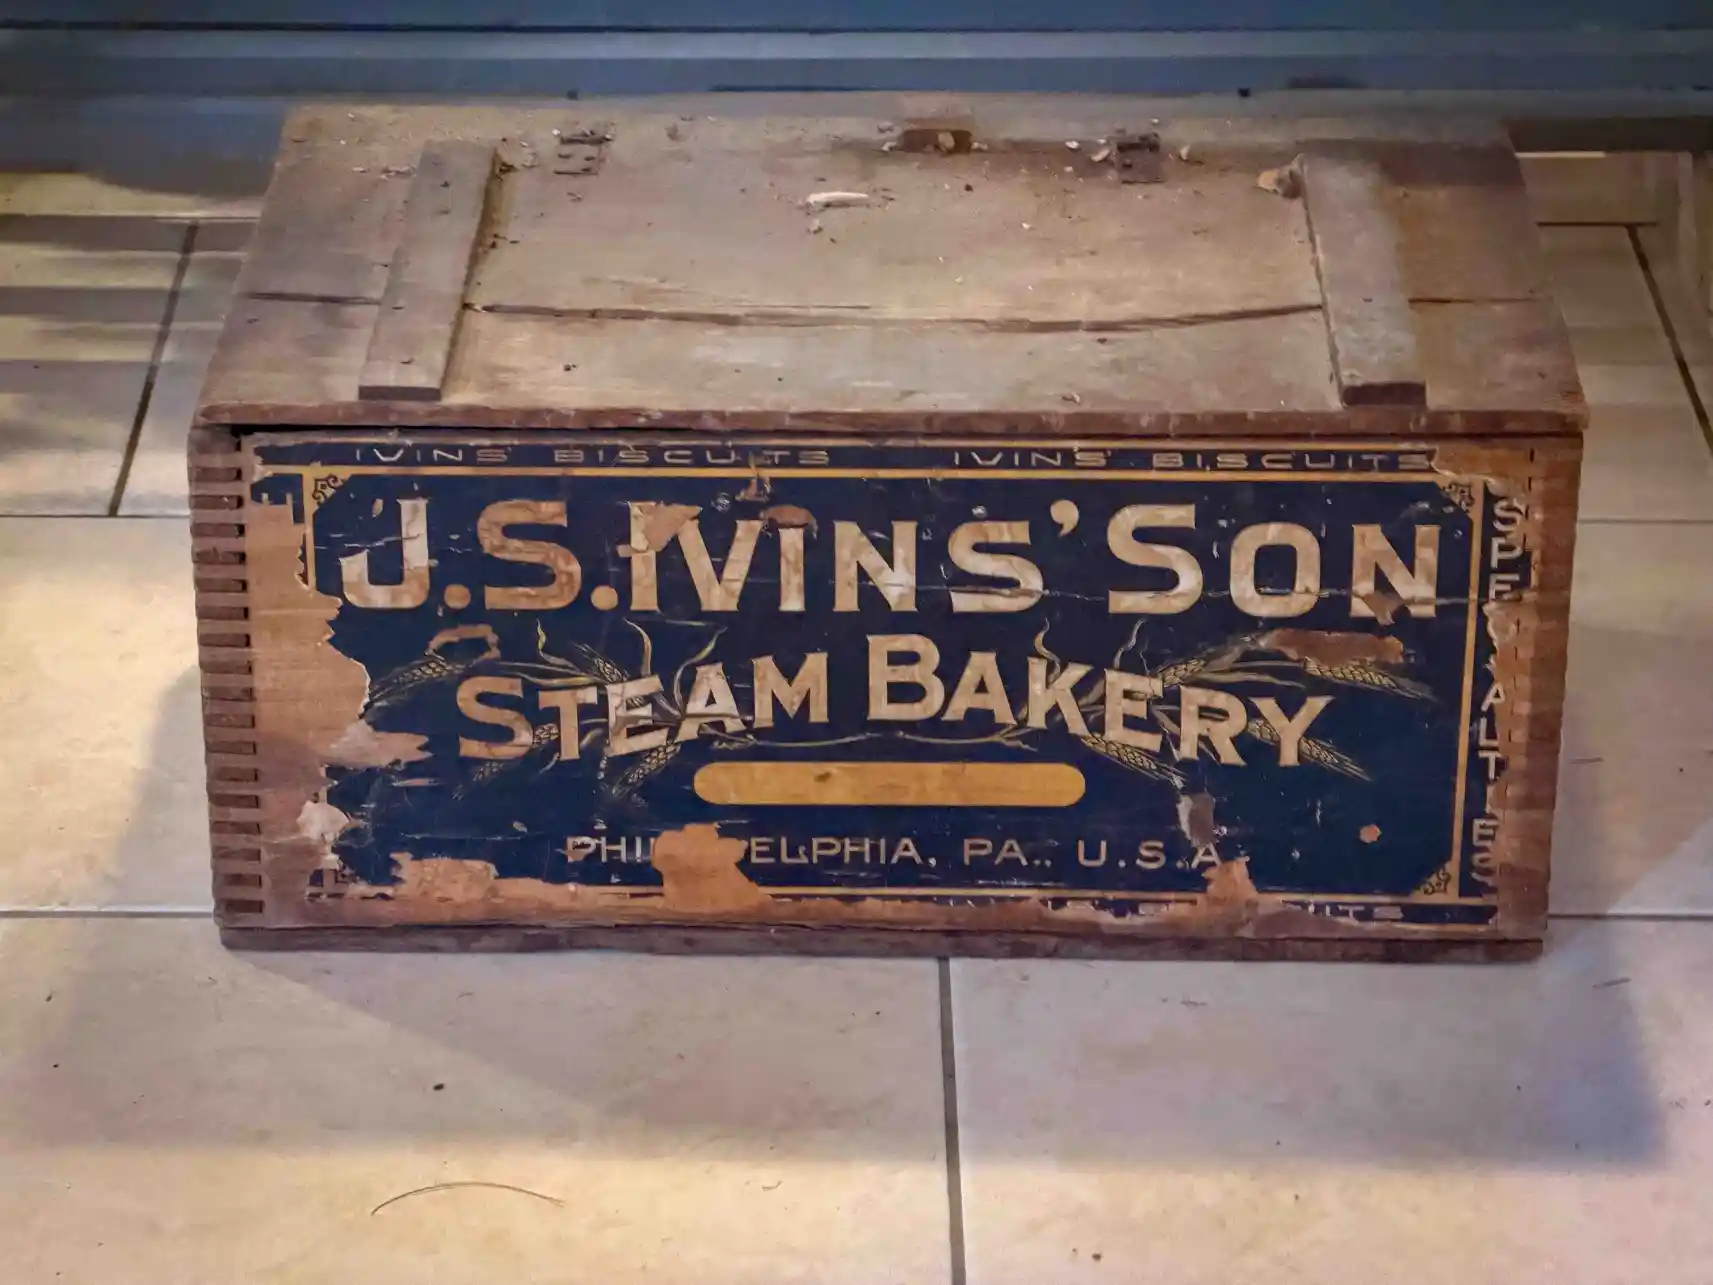 IVINS' BISCUITS IVINS' BISCUITS
J.S. IVINS' SON
STEAM BAKERY
PHI   ELPHIA, PA., U.S.A.
SPECIALTIES